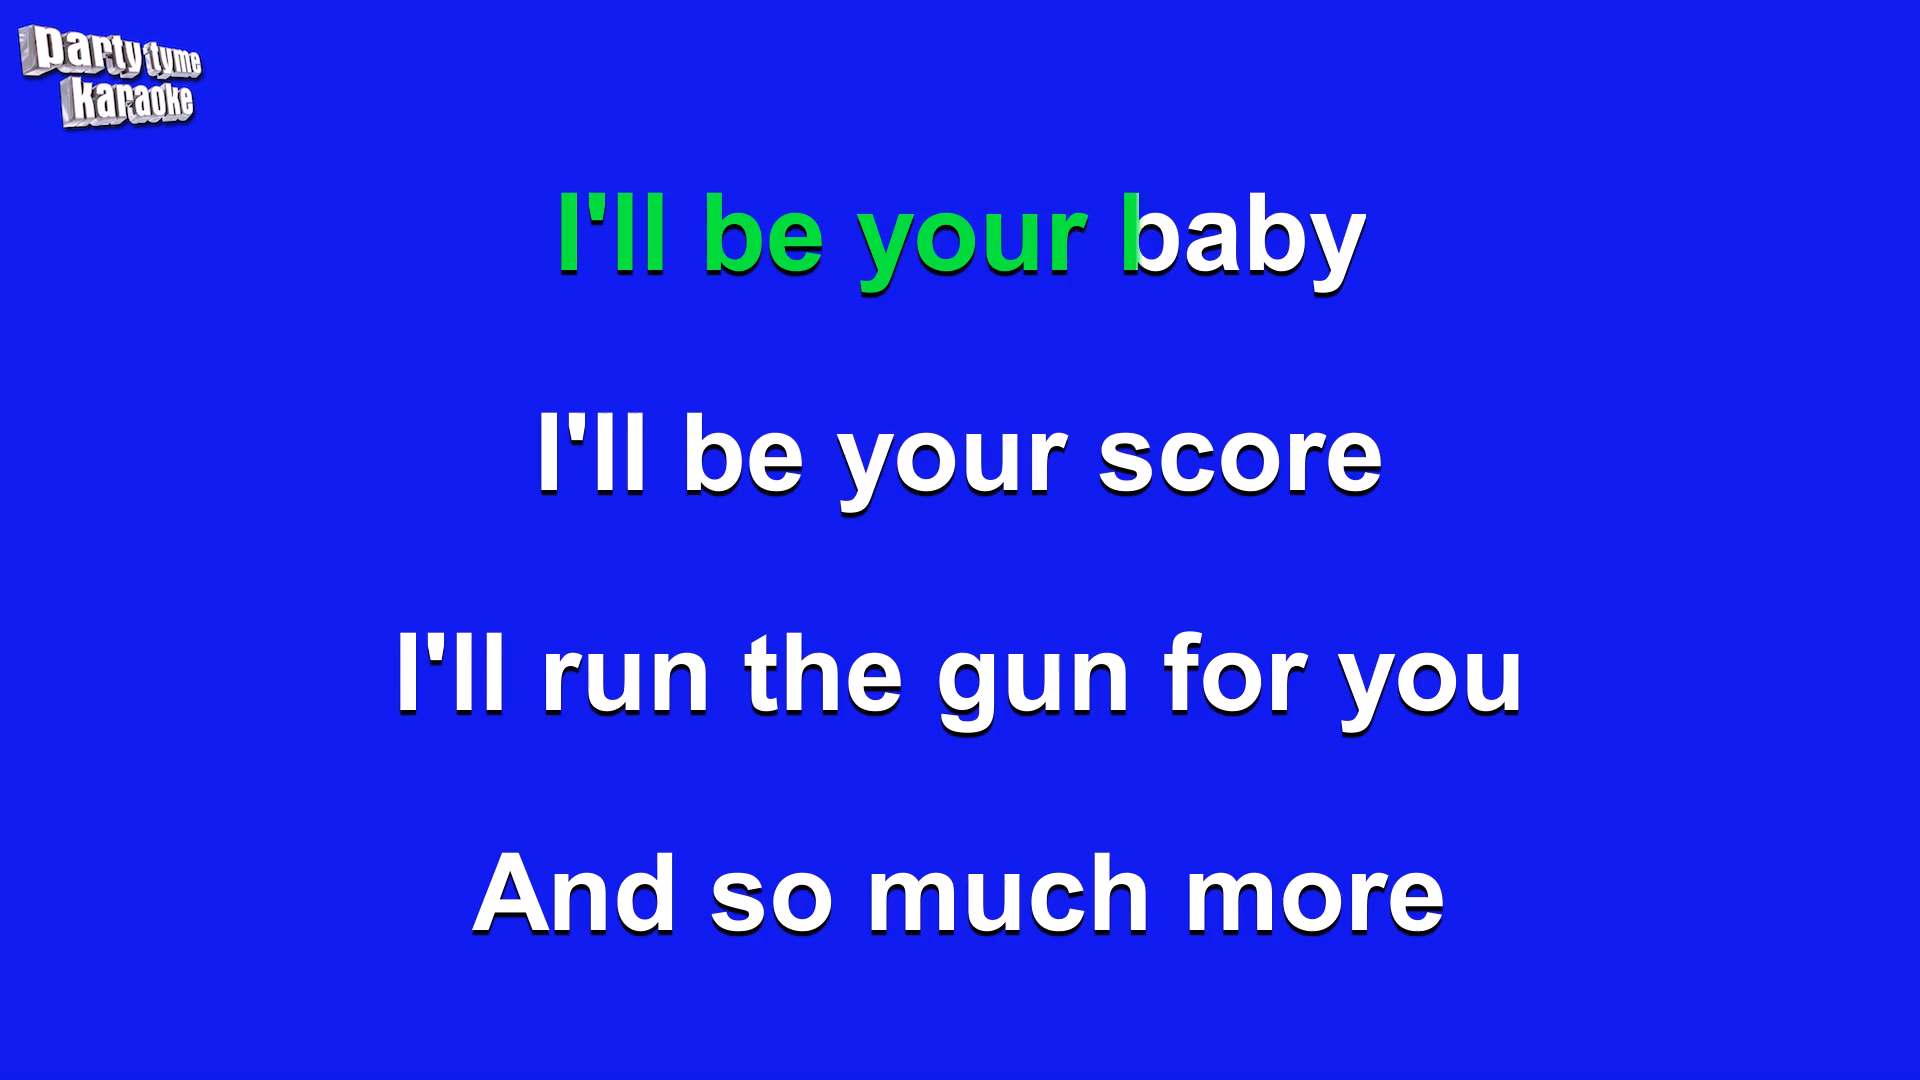 party tyme
karaoke
I'll be your baby
I'll be your score
I'll run the gun for you
And so much more